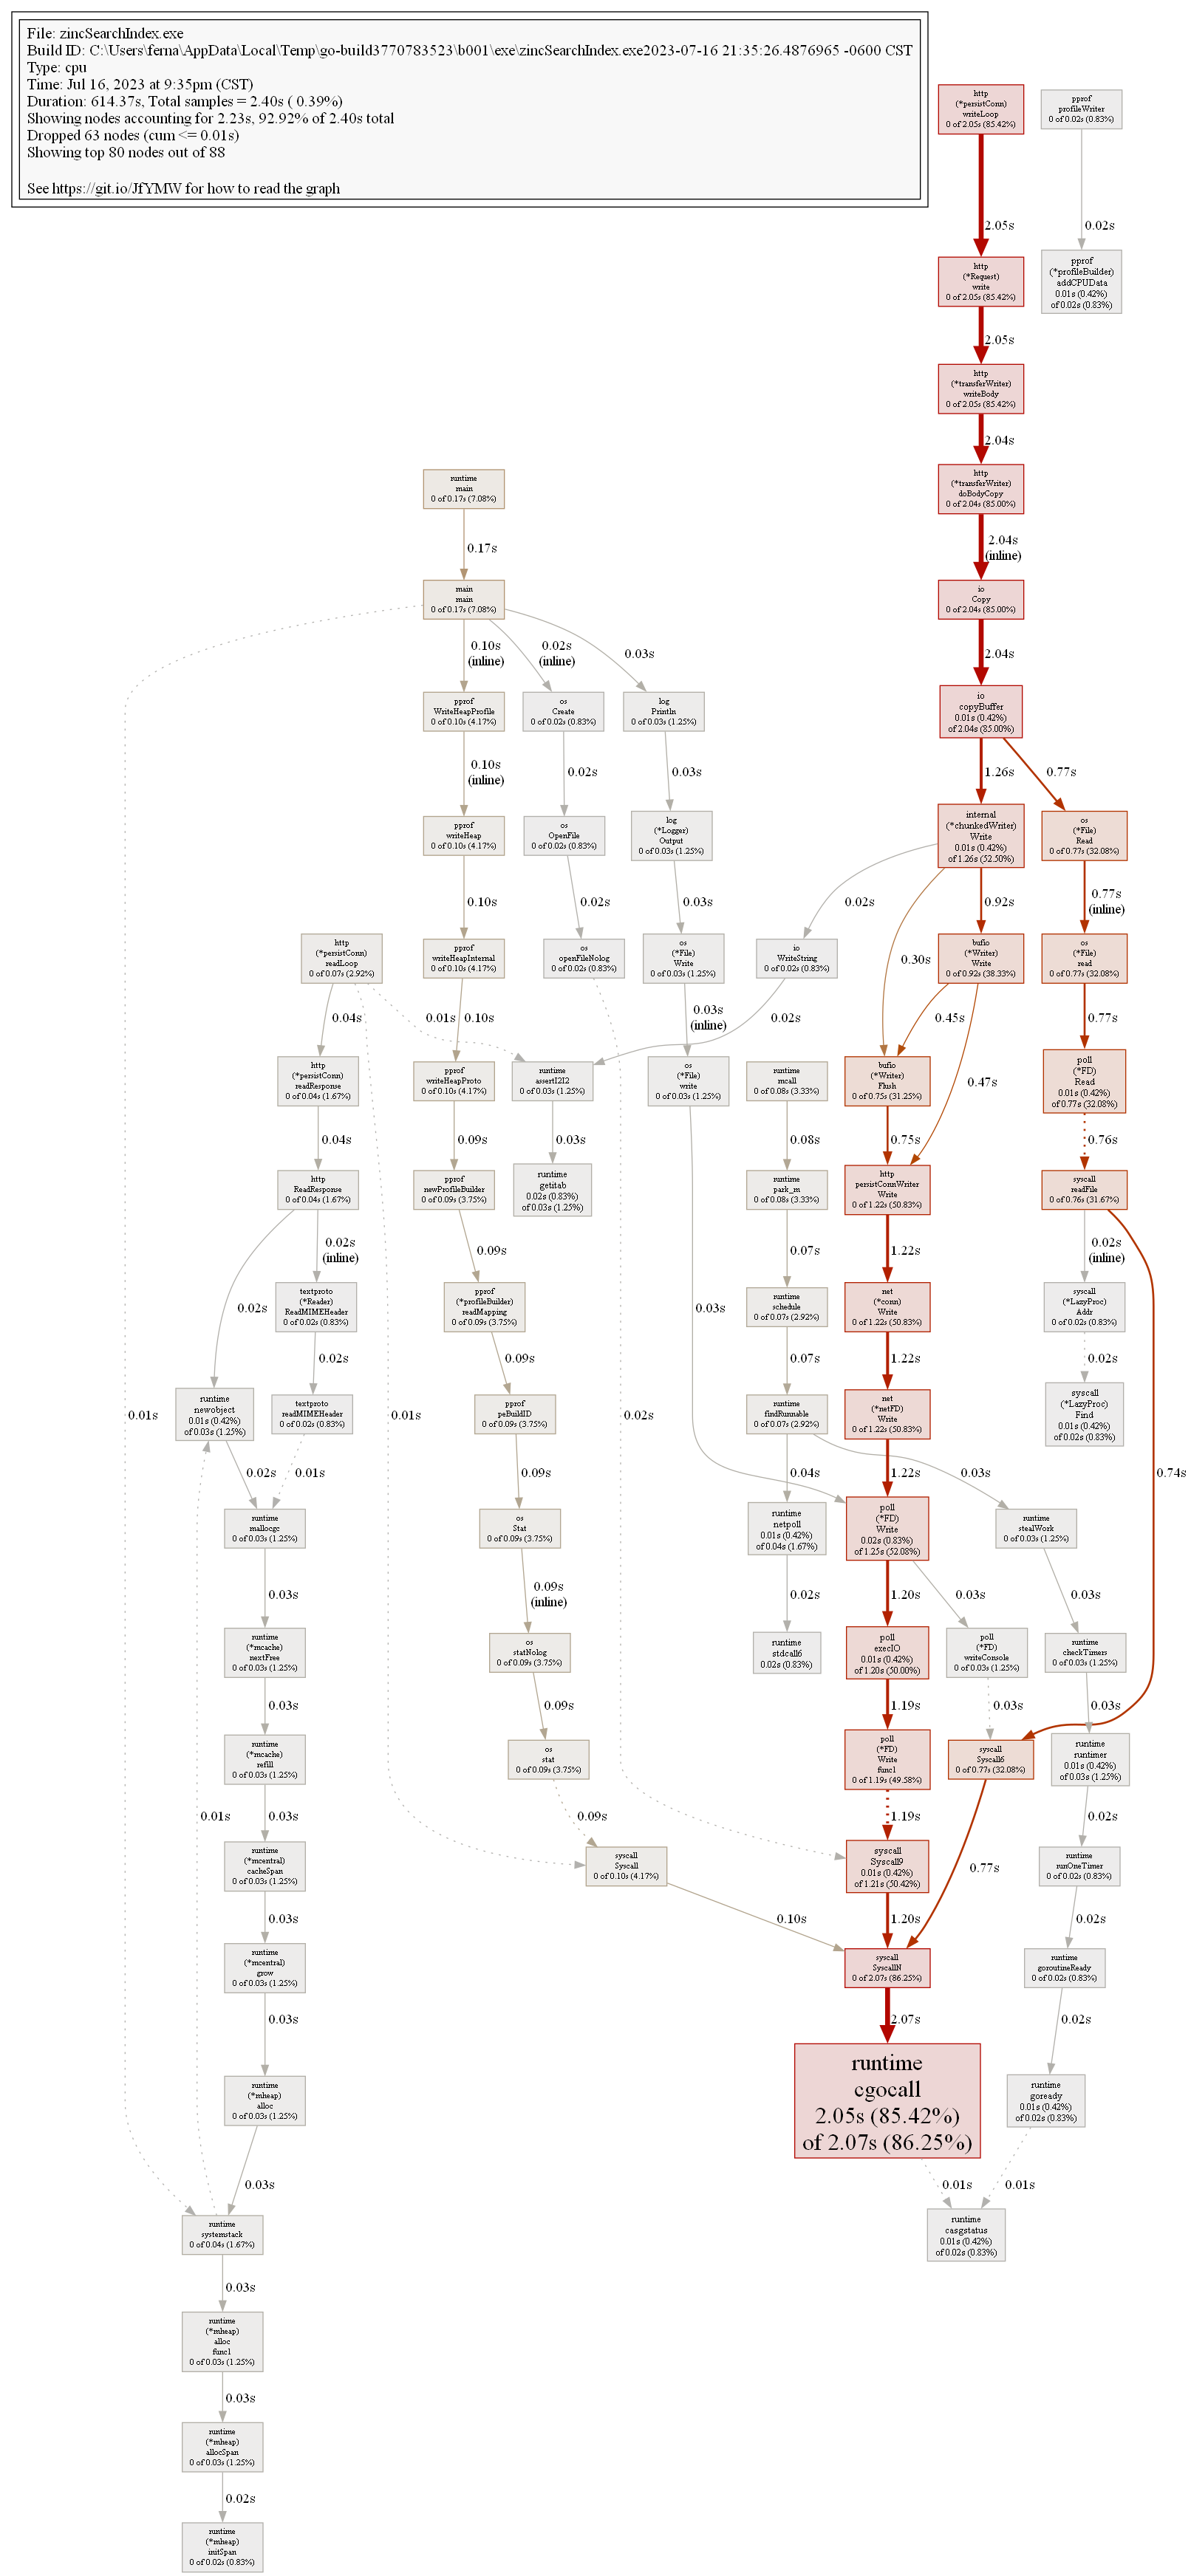 File: zincSearchIndex.exe
Build ID: C:\Users\ferna\AppData\Local\Temp\go-build3770783523\b001\exe\zincSearchIndex.exe2023-07-16 21:35:26.4876965 -0600 CST
Type: cpu
Time: Jul 16, 2023 at 9:35pm (CST)
Duration: 614.37s, Total samples = 2.40s ( 0.39%)
Showing nodes accounting for 2.23s, 92.92% of 2.40s total
Dropped 63 nodes (cum <= 0.01s)
Showing top 80 nodes out of 88
See https://git.io/JfYMW for how to read the graph
http
(*persistConn)
writeLoop
0 of 2.05s (85.42%)
pprof
profileWriter
0 of 0.02s (0.83%)
2.05s
0.02s
http
(*Request)
write
0 of 2.05s (85.42%)
pprof
(*profileBuilder)
addCPUData
0.01s (0.42%)
of 0.02s (0.83%)
2.05s
http
(*transferWriter)
writeBody
0 of 2.05s (85.42%)
2.04s
http
(*transferWriter)
doBodyCopy
0 of 2.04s (85.00%)
runtime
main
0 of 0.17s (7.08%)
0.17s
2.04s
(inline)
main
main
0 of 0.17s (7.08%)
io
Copy
0 of 2.04s (85.00%)
0.10s
(inline)
0.02s
(inline)
0.03s
2.04s
pprof
WriteHeapProfile
0 of 0.10s (4.17%)
os
Create
0 of 0.02s (0.83%)
log
Println
0 of 0.03s (1.25%)
io
copyBuffer
0.01s (0.42%)
of 2.04s (85.00%)
0.10s
(inline)
0.02s
0.03s
1.26s
0.77s
pprof
writeHeap
0 of 0.10s (4.17%)
os
OpenFile
0 of 0.02s (0.83%)
log
(*Logger)
Output
0 of 0.03s (1.25%)
internal
(*chunkedWriter)
Write
0.01s (0.42%)
of 1.26s (52.50%)
os
(*File)
Read
0 of 0.77s (32.08%)
0.10s
0.02s
0.03s
0.02s
0.30s
0.92s
0.77s
(inline)
http
(*persistConn)
readLoop
0 of 0.07s (2.92%)
pprof
writeHeapInternal
0 of 0.10s (4.17%)
os
openFileNolog
0 of 0.02s (0.83%)
os
(*File)
Write
0 of 0.03s (1.25%)
io
WriteString
0 of 0.02s (0.83%)
bufio
(*Writer)
Write
0 of 0.92s (38.33%)
os
(*File)
read
0 of 0.77s (32.08%)
0.04s
0.01s
0.10s
0.03s
(inline)
0.02s
0.45s
0.47s
0.77s
http
(*persistConn)
readResponse
0 of 0.04s (1.67%)
pprof
writeHeapProto
0 of 0.10s (4.17%)
runtime
assertI2I2
0 of 0.03s (1.25%)
os
(*File)
write
0 of 0.03s (1.25%)
runtime
mcall
0 of 0.08s (3.33%)
bufio
(*Writer)
Flush
0 of 0.75s (31.25%)
poll
(*FD)
Read
0.01s (0.42%)
of 0.77s (32.08%)
0.04s
0.09s
0.03s
0.08s
0.75s
0.76s
http
ReadResponse
0 of 0.04s (1.67%)
pprof
newProfileBuilder
0 of 0.09s (3.75%)
runtime
getitab
0.02s (0.83%)
of 0.03s (1.25%)
runtime
park_m
0 of 0.08s (3.33%)
http
persistConnWriter
Write
0 of 1.22s (50.83%)
syscall
readFile
0 of 0.76s (31.67%)
0.02s
0.02s
(inline)
0.09s
0.03s
0.07s
1.22s
0.02s
(inline)
textproto
(*Reader)
ReadMIMEHeader
0 of 0.02s (0.83%)
pprof
(*profileBuilder)
readMapping
0 of 0.09s (3.75%)
runtime
schedule
0 of 0.07s (2.92%)
net
(*conn)
Write
0 of 1.22s (50.83%)
syscall
(*LazyProc)
Addr
0 of 0.02s (0.83%)
0.02s
0.09s
0.07s
1.22s
0.02s
runtime
newobject
0.01s (0.42%)
of 0.03s (1.25%)
textproto
readMIMEHeader
0 of 0.02s (0.83%)
pprof
peBuildID
0 of 0.09s (3.75%)
runtime
findRunnable
0 of 0.07s (2.92%)
net
(*netFD)
Write
0 of 1.22s (50.83%)
syscall
(*LazyProc)
Find
0.01s (0.42%)
of 0.02s (0.83%)
0.01s
0.01s
0.02s
0.02s
0.01s
0.09s
0.04s
1.22s
0.03s
0.74s
runtime
mallocgc
0 of 0.03s (1.25%)
os
Stat
0 of 0.09s (3.75%)
runtime
netpoll
0.01s (0.42%)
of 0.04s (1.67%)
poll
(*FD)
Write
0.02s (0.83%)
of 1.25s (52.08%)
runtime
stealWork
0 of 0.03s (1.25%)
0.03s
0.09s
(inline)
0.02s
1.20s
0.03s
0.03s
runtime
(*mcache)
nextFree
0 of 0.03s (1.25%)
os
statNolog
0 of 0.09s (3.75%)
runtime
stdcall6
0.02s (0.83%)
poll
execIO
0.01s (0.42%)
of 1.20s (50.00%)
poll
(*FD)
writeConsole
0 of 0.03s (1.25%)
runtime
checkTimers
0 of 0.03s (1.25%)
0.03s
0.09s
1.19s
0.03s
0.03s
runtime
(*mcache)
refill
0 of 0.03s (1.25%)
os
stat
0 of 0.09s (3.75%)
poll
(*FD)
Write
func1
0 of 1.19s (49.58%)
syscall
Syscall6
0 of 0.77s (32.08%)
runtime
runtimer
0.01s (0.42%)
of 0.03s (1.25%)
0.01s
0.03s
0.09s
1.19s
0.02s
runtime
(*mcentral)
cacheSpan
0 of 0.03s (1.25%)
syscall
Syscall
0 of 0.10s (4.17%)
syscall
Syscall9
0.01s (0.42%)
of 1.21s (50.42%)
runtime
runOneTimer
0 of 0.02s (0.83%)
0.03s
0.10s
1.20s
0.77s
0.02s
runtime
(*mcentral)
grow
0 of 0.03s (1.25%)
syscall
SyscallN
0 of 2.07s (86.25%)
runtime
goroutineReady
0 of 0.02s (0.83%)
0.03s
2.07s
0.02s
runtime
(*mheap)
alloc
0 of 0.03s (1.25%)
runtime
cgocall
2.05s (85.42%)
of 2.07s (86.25%)
runtime
goready
0.01s (0.42%)
of 0.02s (0.83%)
0.03s
0.01s
0.01s
runtime
systemstack
0 of 0.04s (1.67%)
runtime
casgstatus
0.01s (0.42%)
of 0.02s (0.83%)
0.03s
runtime
(*mheap)
alloc
func1
0 of 0.03s (1.25%)
0.03s
runtime
(*mheap)
allocSpan
0 of 0.03s (1.25%)
0.02s
runtime
(*mheap)
initSpan
0 of 0.02s (0.83%)